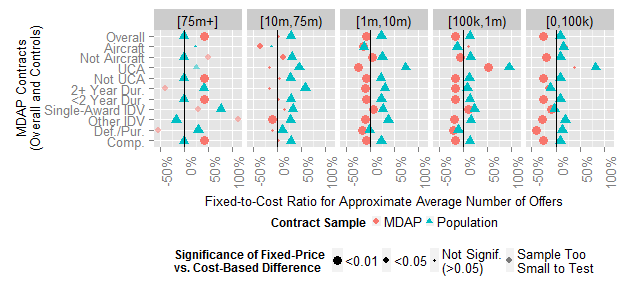 [75m+] [10m,75m) [1m,10m) [100k,1m) [0,100k)
MDAP Contracts
(Overall and Controls)
Overall
Aircraft
Not Aircraft
UCA
Not UCA
2+ Year Dur.
<2 Year Dur.
Single-Award IDV
Other IDV
Def./Pur.
Comp.
-50% 0% 50% 100% -50% 0% 50% 100% -50% 0% 50% 100% -50% 0% 50% 100% -50% 0% 50% 100%
Fixed-to-Cost Ratio for Approximate Average Number of Offers
Contract Sample MDAP Population
Significance of Fixed-Price
vs. Cost-Based Difference
<0.01 <0.05 Not Signif.
(>0.05)
Sample Too
Small to Test